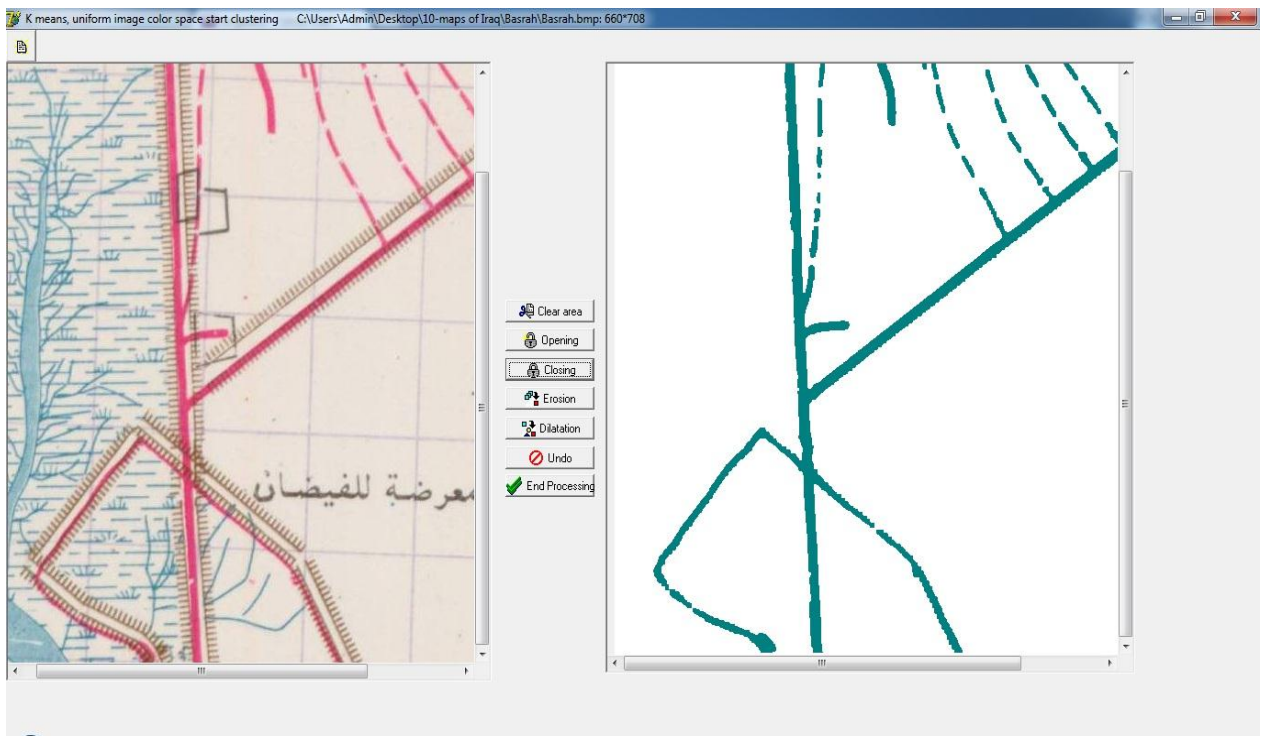 K means, uniform image color space start clustering C:\Users\Admin\Desktop\10-maps of Iraq\Basrah\Basrah.bmp: 660*708
Clear area
Opening
Closing
Erosion
Dilatation
Undo
End Processing
معرضة للفيضان